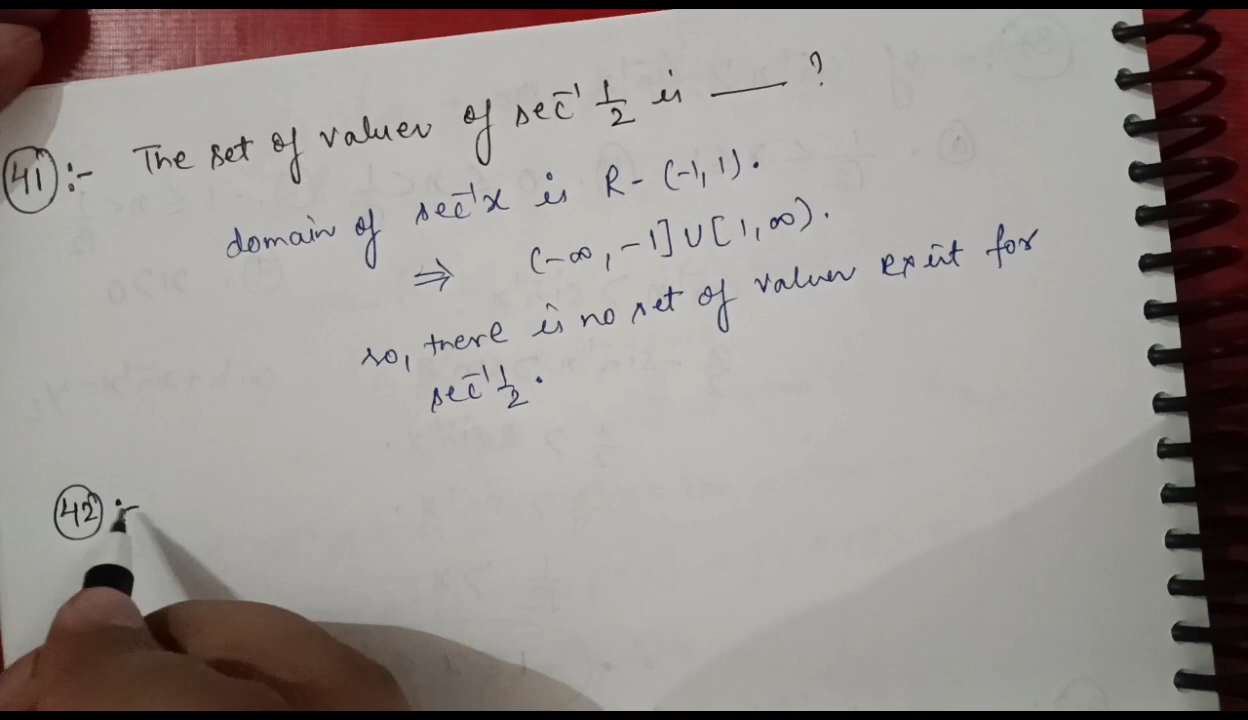 41 :- The set of values of sec⁻¹ 1/2 is ___ ?
domain of sec⁻¹x is R - (-1, 1).
⇒ (-∞, -1] ∪ [1, ∞).
so, there is no set of values exist for
sec⁻¹ 1/2.
42 :-